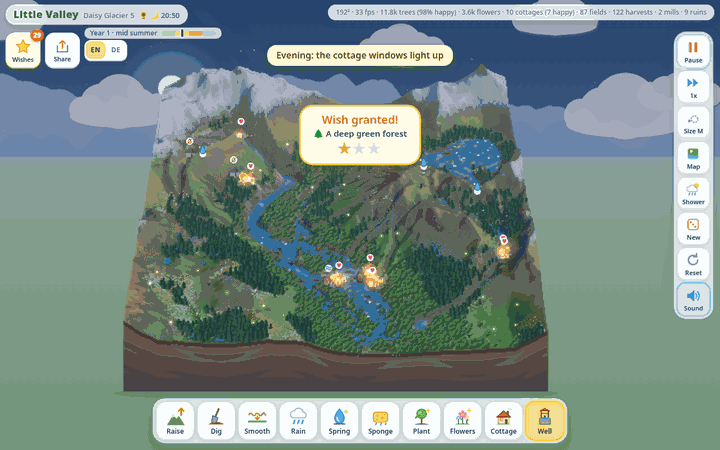 Little Valley Daisy Glacier 5 20:50
192² · 33 fps · 11.8k trees (98% happy) · 3.6k flowers · 10 cottages (7 happy) · 87 fields · 122 harvests · 2 mills · 9 ruins
Year 1 · mid summer
29
Wishes
Share
EN
DE
Evening: the cottage windows light up
Wish granted!
A deep green forest
Pause
1x
Size M
Map
Shower
New
Reset
Sound
Raise
Dig
Smooth
Rain
Spring
Sponge
Plant
Flowers
Cottage
Well